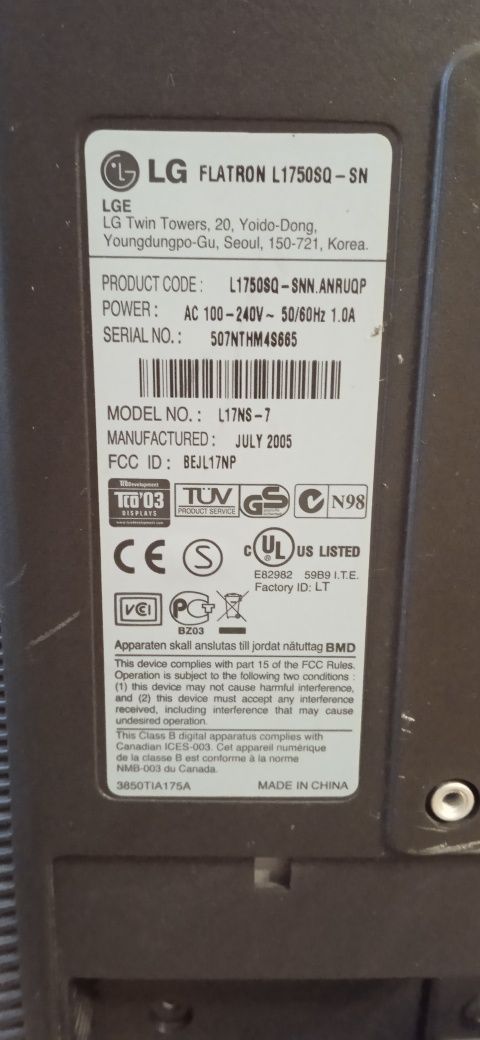 LG FLATRON L1750SQ-SN
LGE
LG Twin Towers, 20, Yoido-Dong,
Youngdungpo-Gu, Seoul, 150-721, Korea.
PRODUCT CODE : L1750SQ-SNN.ANRUQP
POWER : AC 100-240V~ 50/60Hz 1.0A
SERIAL NO. : 507NTHM4S665
MODEL NO. : L17NS-7
MANUFACTURED : JULY 2005
FCC ID : BEJL17NP
TCO Development
TCO'03
DISPLAYS
www.tcodevelopment.com
TÜV
PRODUCT SERVICE
GS
N98
CE
S
C UL US LISTED
E82982 59B9 I.T.E.
Factory ID: LT
VCI
PCT
BZ03
Apparaten skall anslutas till jordat nätuttag BMD
This device complies with part 15 of the FCC Rules.
Operation is subject to the following two conditions :
(1) this device may not cause harmful interference,
and (2) this device must accept any interference
received, including interference that may cause
undesired operation.
This Class B digital apparatus complies with
Canadian ICES-003. Cet appareil numérique
de la classe B est conforme à la norme
NMB-003 du Canada.
3850TIA175A MADE IN CHINA